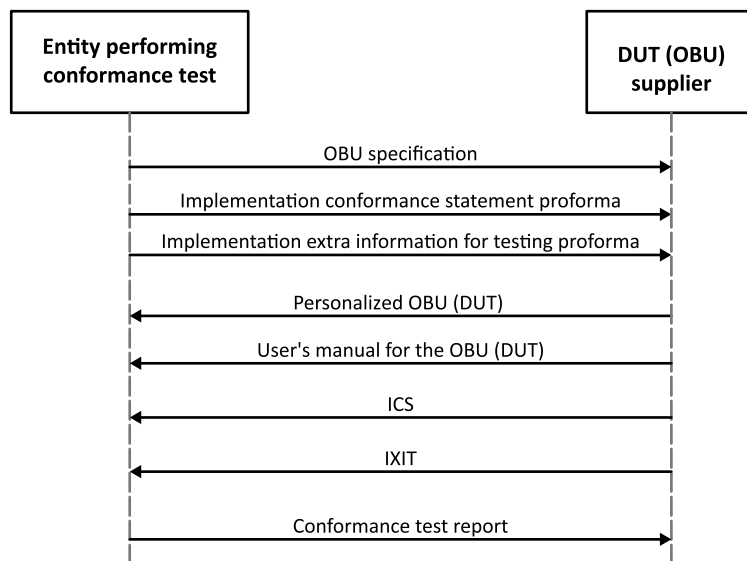 Entity performing
conformance test
DUT (OBU)
supplier
OBU specification
Implementation conformance statement proforma
Implementation extra information for testing proforma
Personalized OBU (DUT)
User's manual for the OBU (DUT)
ICS
IXIT
Conformance test report